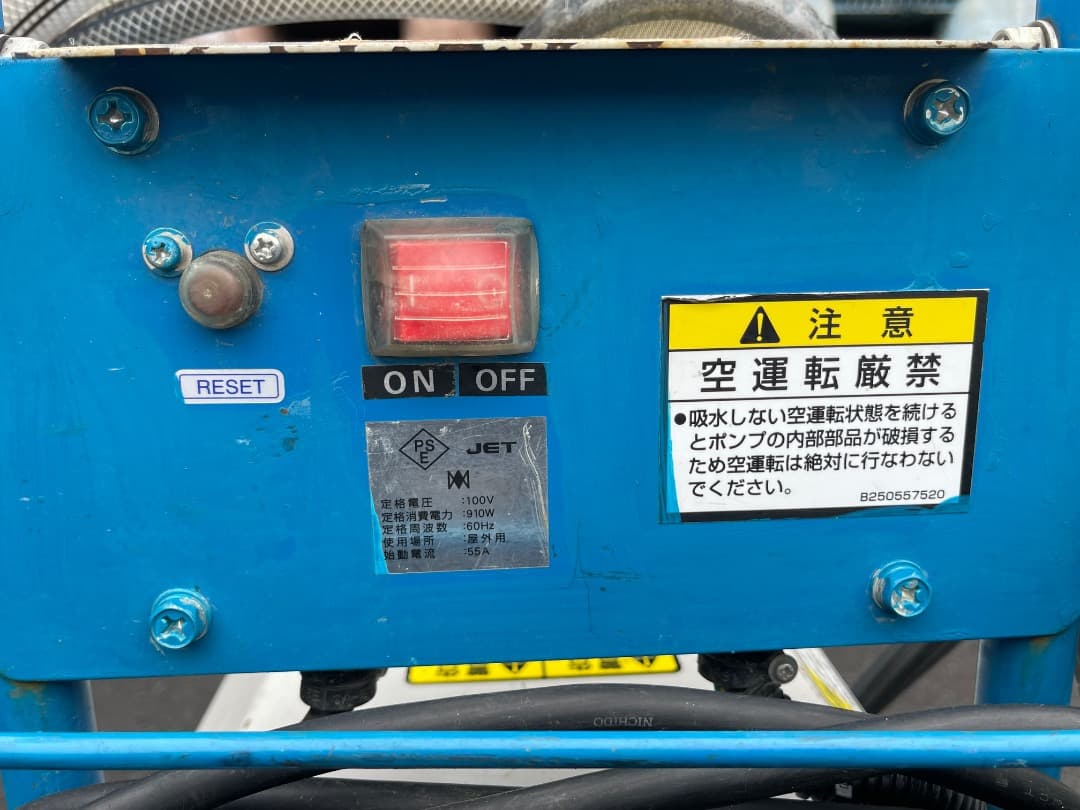 RESET
ON OFF
PS
E
JET
定格電圧 :100V
定格消費電力 :910W
定格周波数 :60Hz
使用場所 :屋外用
始動電流 :55A
注意
空運転厳禁
●吸水しない空運転状態を続ける
とポンプの内部部品が破損する
ため空運転は絶対に行なわない
でください。
B250557520
NICHIDO